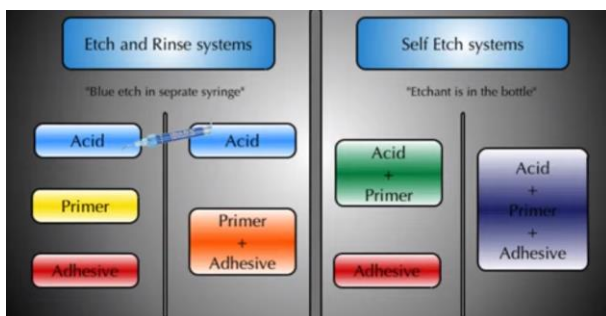 Etch and Rinse systems
Self Etch systems
"Blue etch in seprate syringe"
"Etchant is in the bottle"
Acid
Primer
Adhesive
Acid
Primer
+
Adhesive
Acid
+
Primer
Adhesive
Acid
+
Primer
+
Adhesive